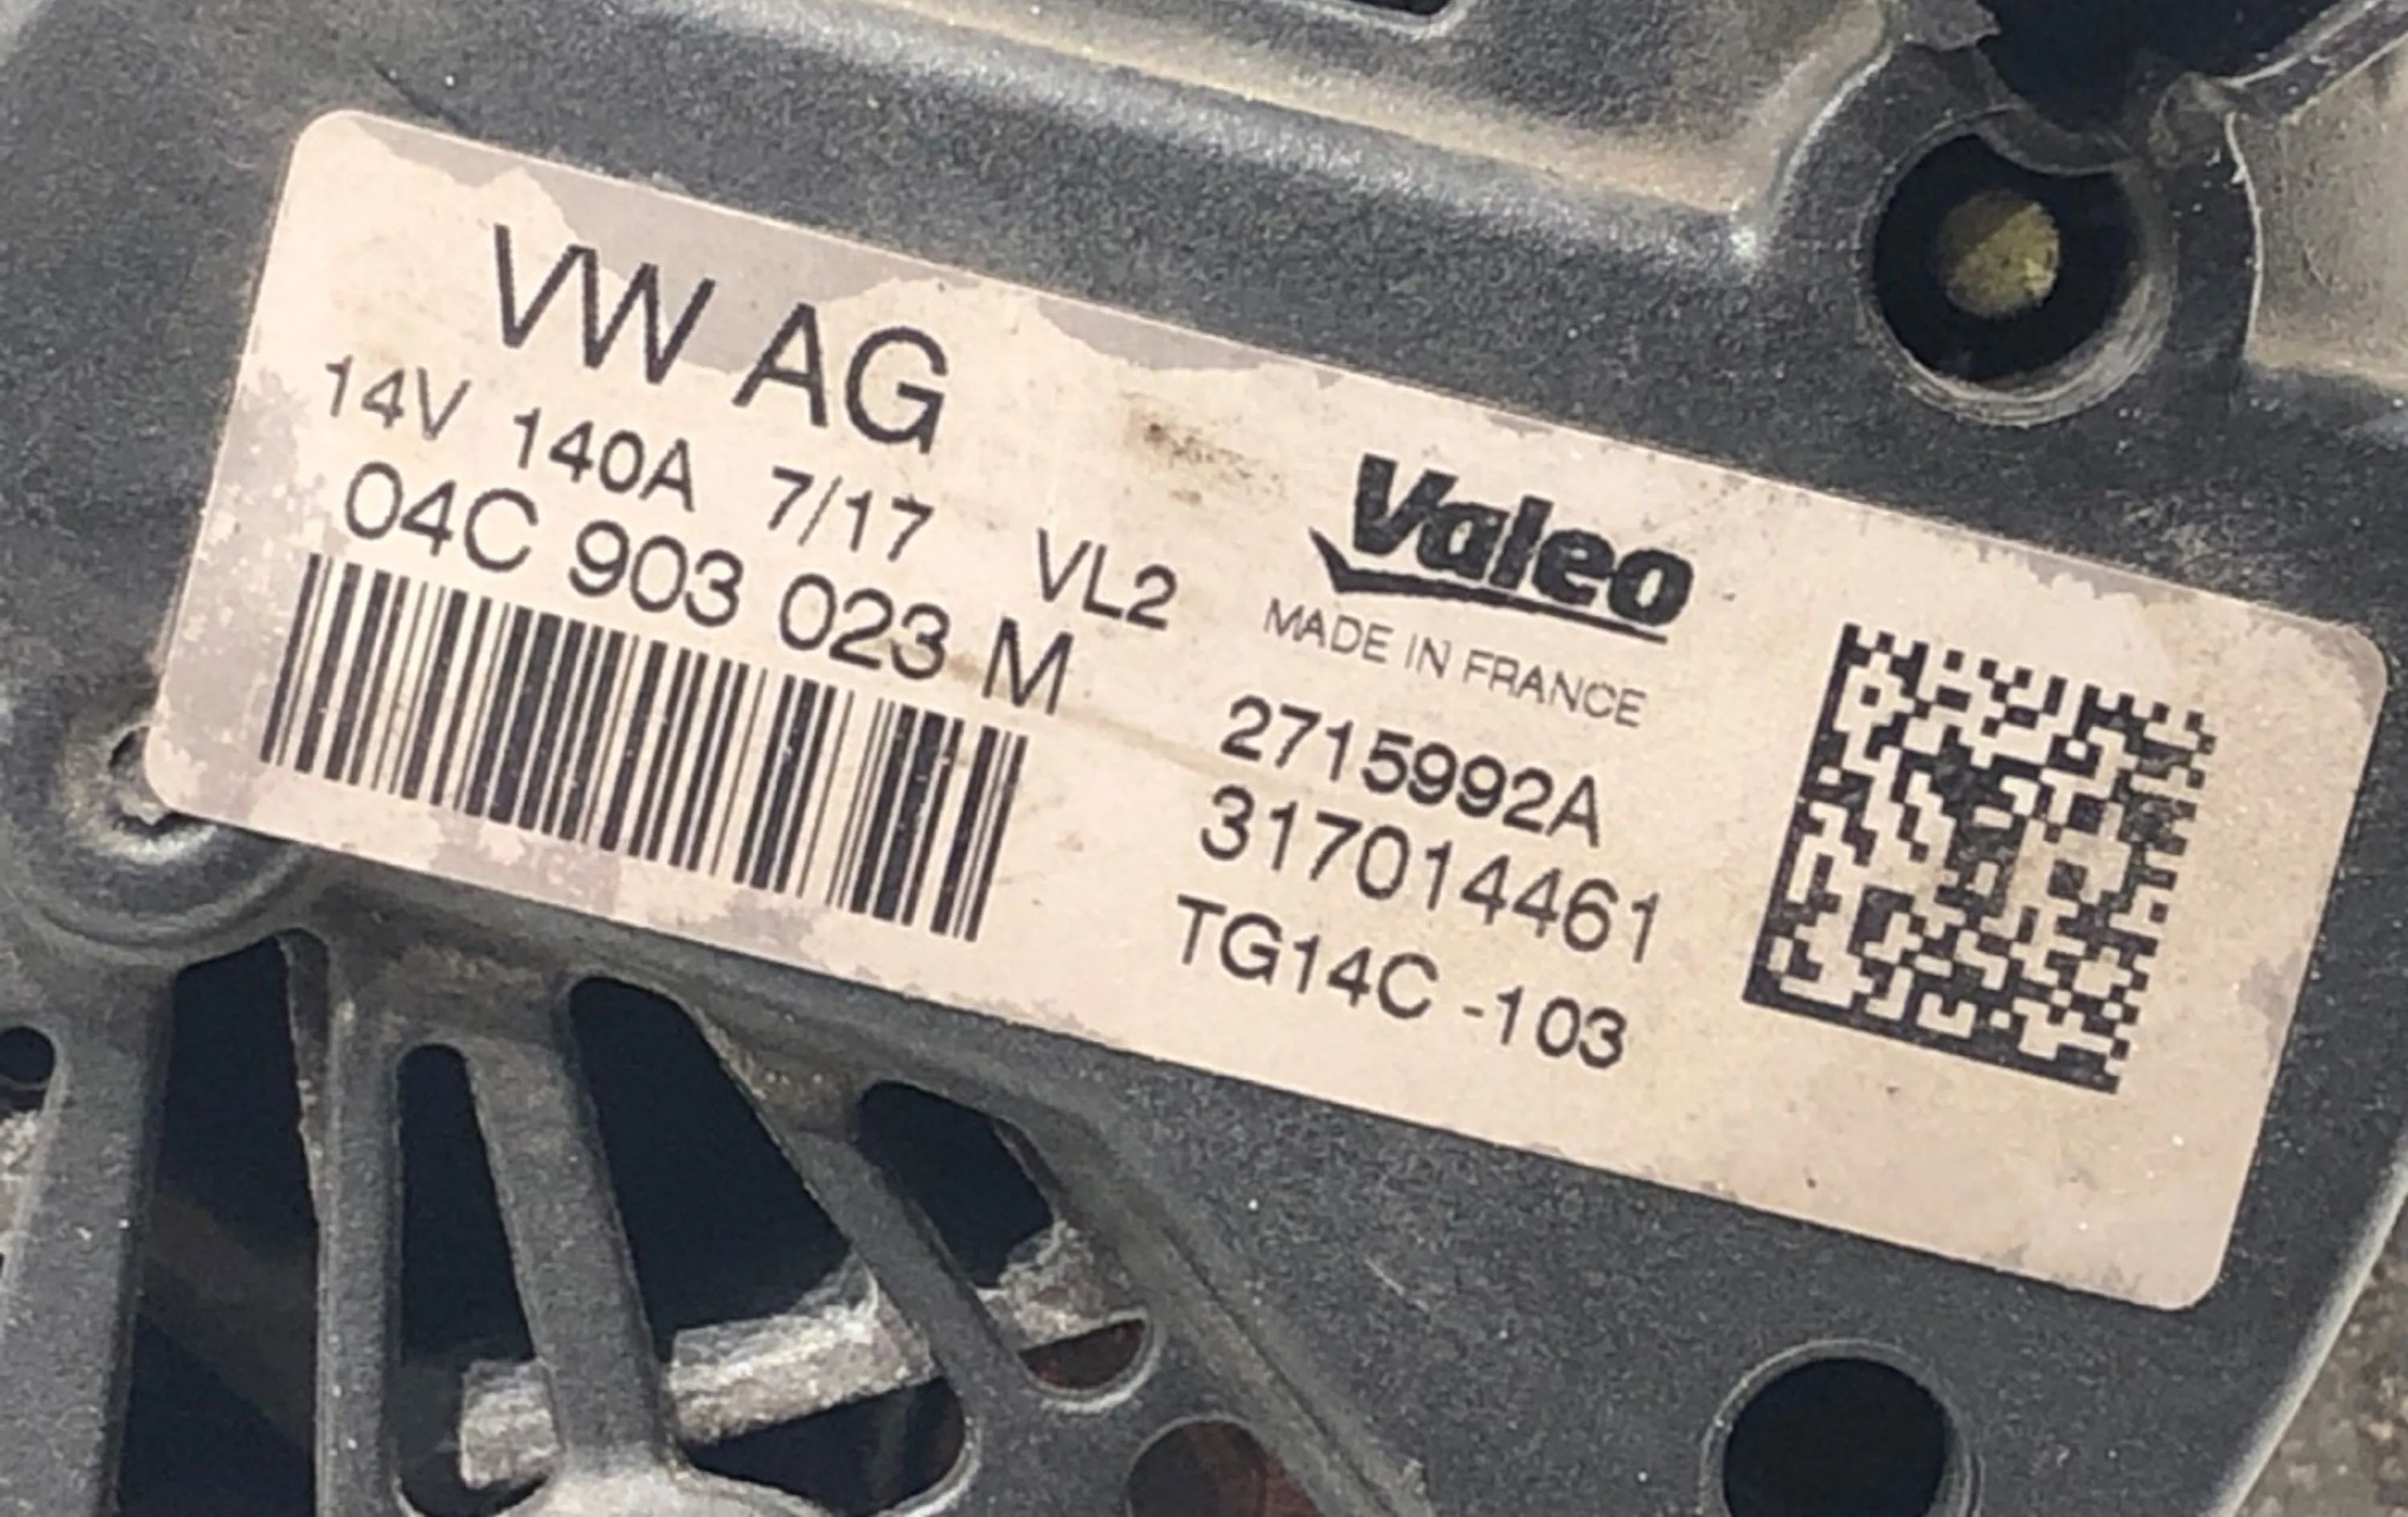 VW AG
14V 140A 7/17 VL2
04C 903 023 M
Valeo
MADE IN FRANCE
2715992A
317014461
TG14C -103